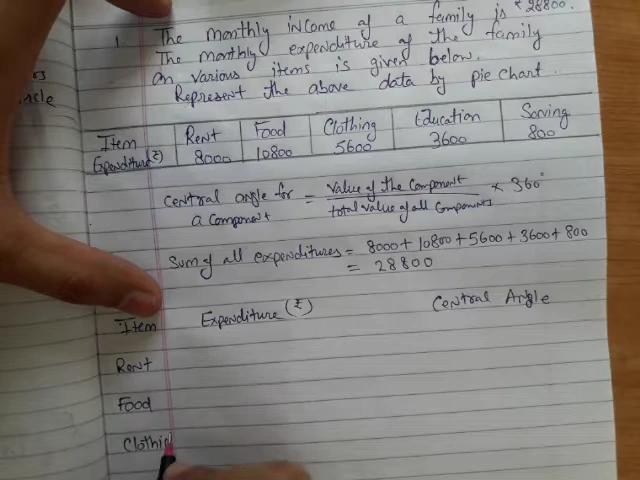 1 The monthly income of a family is ₹28800.
The monthly expenditure of the family
on various items is given below.
Represent the above data by pie chart.
Item Rent Food Clothing Education Saving
Expenditure(₹) 8000 10800 5600 3600 800
Central angle for a component = Value of the Component / total value of all Components × 360°
Sum of all expenditures = 8000+10800+5600+3600+800
= 28800
Item Expenditure (₹) Central Angle
Rent
Food
Clothi